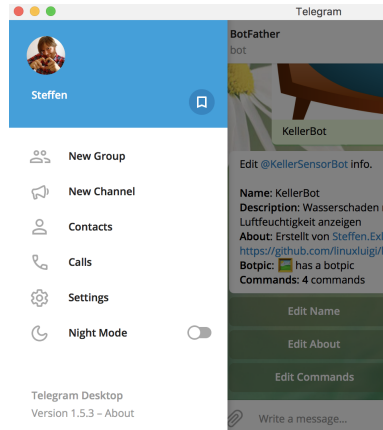 Telegram
Steffen
New Group
New Channel
Contacts
Calls
Settings
Night Mode
Telegram Desktop
Version 1.5.3 – About
BotFather
bot
KellerBot
Edit @KellerSensorBot info.
Name: KellerBot
Description: Wasserschaden
Luftfeuchtigkeit anzeigen
About: Erstellt von Steffen.Exl
https://github.com/linuxluigi/
Botpic: has a botpic
Commands: 4 commands
Edit Name
Edit About
Edit Commands
Write a message...